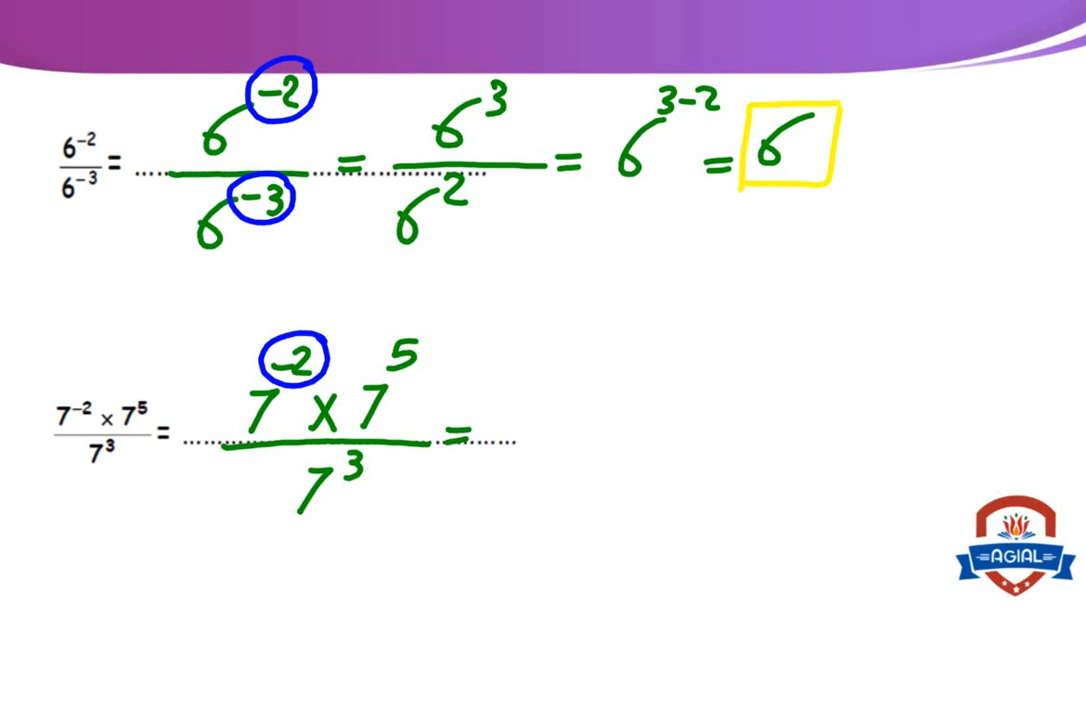 6⁻²/6⁻³ = ........ 6⁻²/6⁻³ ........ = 6³/6² ........ = 6³⁻² = 6
7⁻² × 7⁵/7³ = ........ 7⁻² × 7⁵/7³ = ........
=AGIAL=